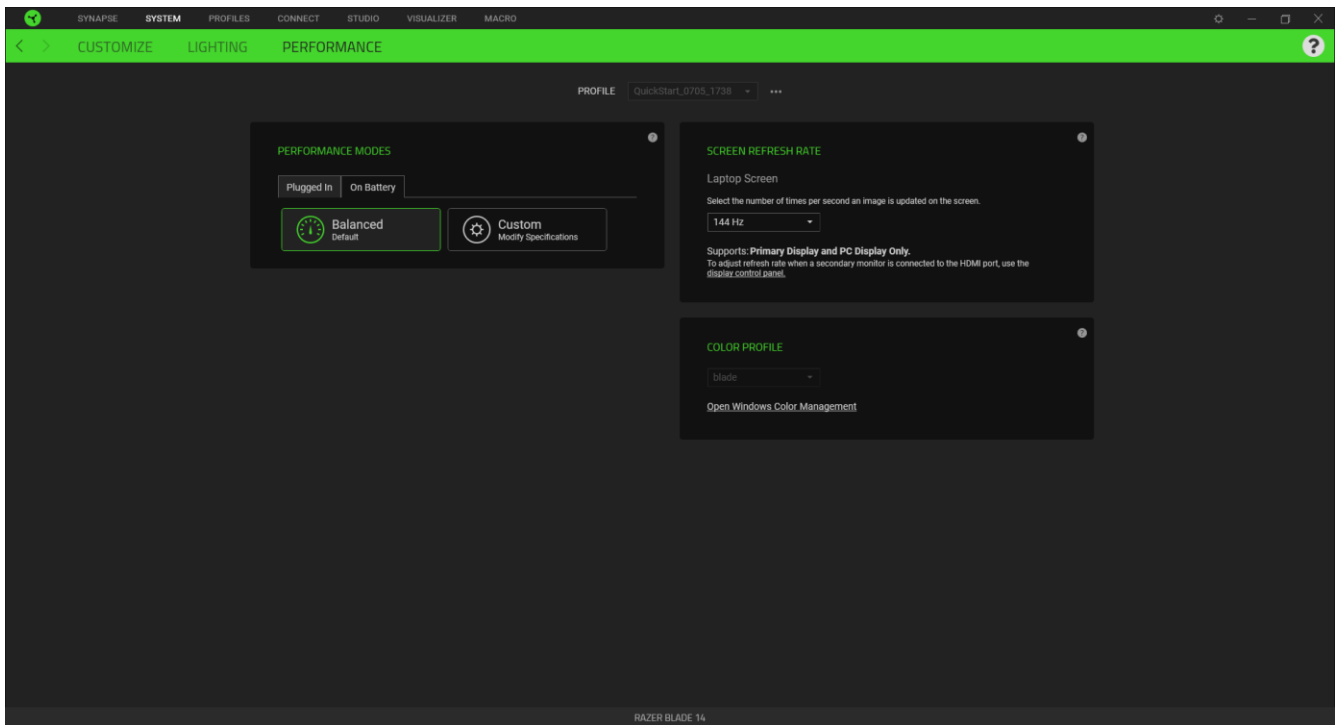 SYNAPSE SYSTEM PROFILES CONNECT STUDIO VISUALIZER MACRO
CUSTOMIZE LIGHTING PERFORMANCE ?
PROFILE QuickStart_0705_1738 •••
PERFORMANCE MODES ?
Plugged In On Battery
Balanced
Default
Custom
Modify Specifications
SCREEN REFRESH RATE ?
Laptop Screen
Select the number of times per second an image is updated on the screen.
144 Hz
Supports: Primary Display and PC Display Only.
To adjust refresh rate when a secondary monitor is connected to the HDMI port, use the
display control panel.
COLOR PROFILE ?
blade
Open Windows Color Management
RAZER BLADE 14